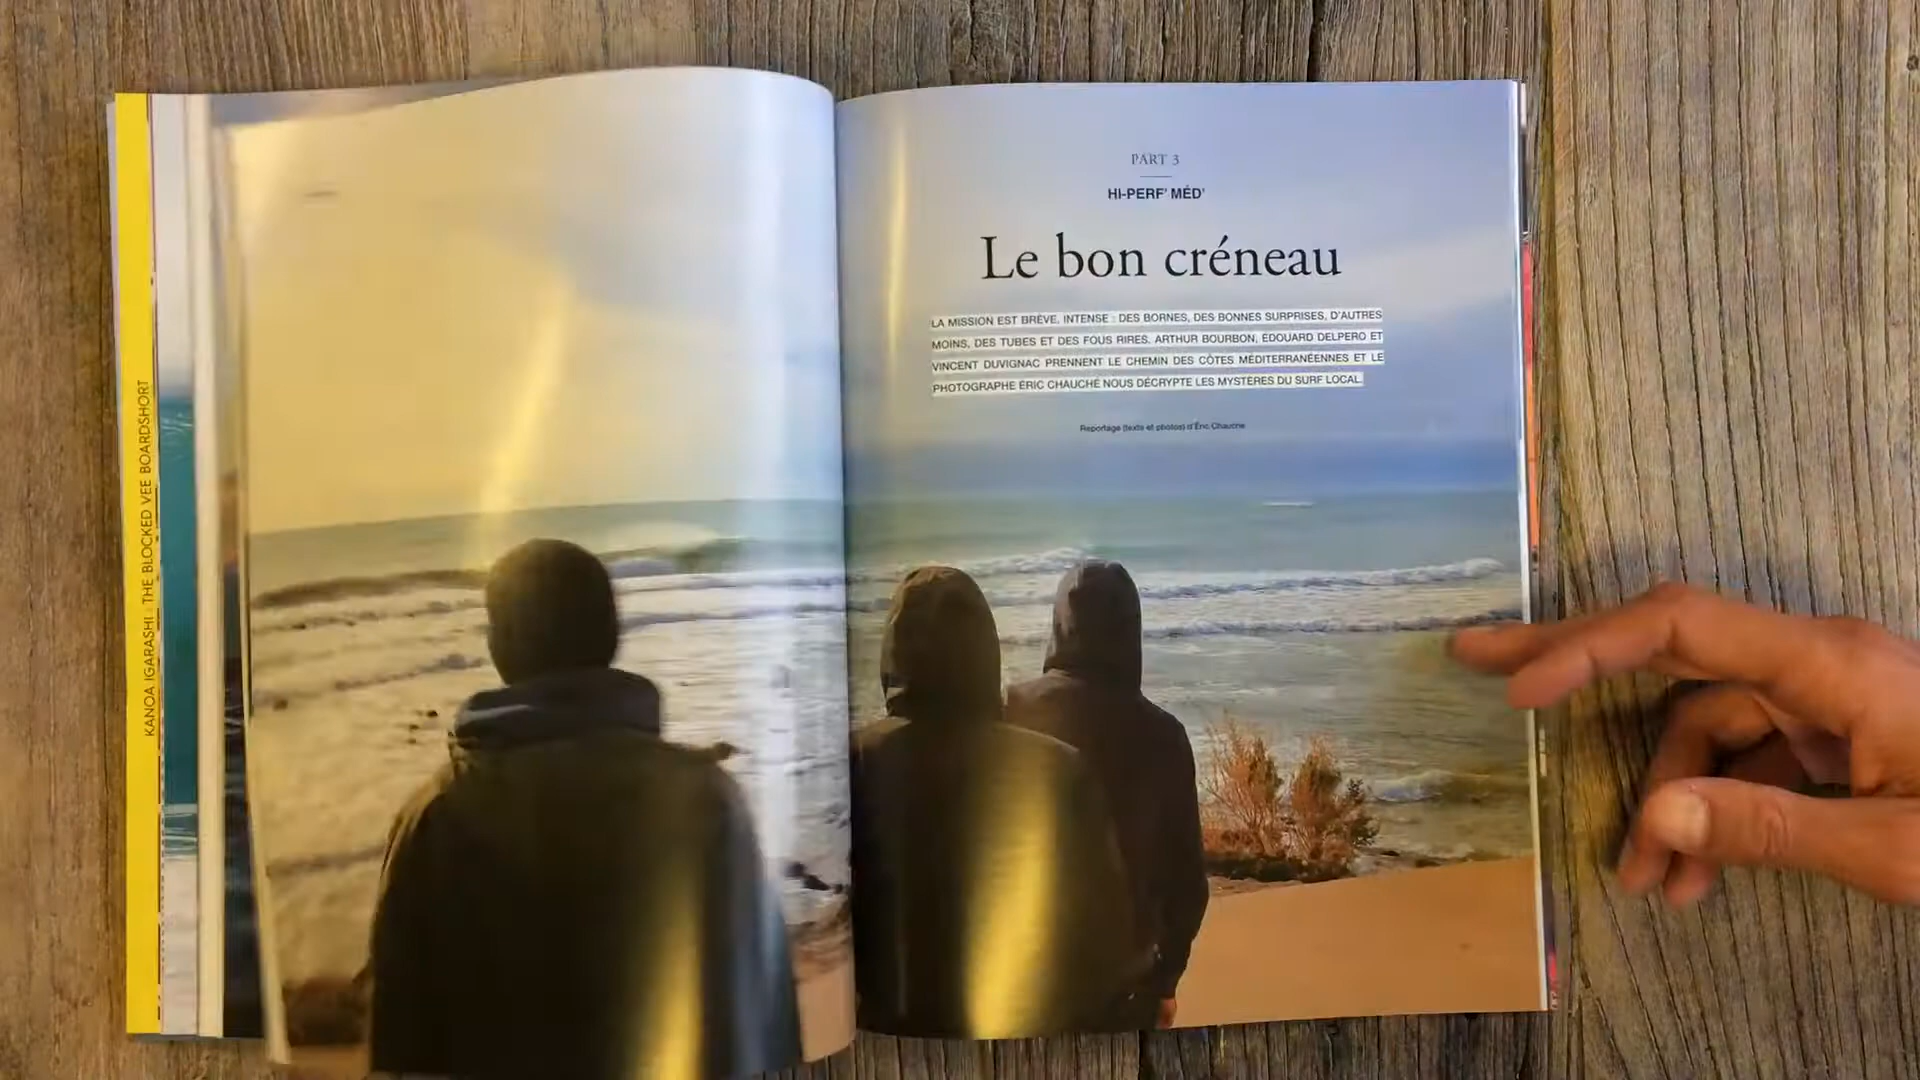 KANOA IGARASHI : THE BLOCKED VEE BOARDSHORT
PART 3
HI-PERF' MÉD'
Le bon créneau
LA MISSION EST BRÈVE, INTENSE : DES BORNES, DES BONNES SURPRISES, D'AUTRES
MOINS, DES TUBES ET DES FOUS RIRES. ARTHUR BOURBON, ÉDOUARD DELPERO ET
VINCENT DUVIGNAC PRENNENT LE CHEMIN DES CÔTES MÉDITERRANÉENNES ET LE
PHOTOGRAPHE ÉRIC CHAUCHÉ NOUS DÉCRYPTE LES MYSTÈRES DU SURF LOCAL.
Reportage (texte et photos) d'Éric Chauché